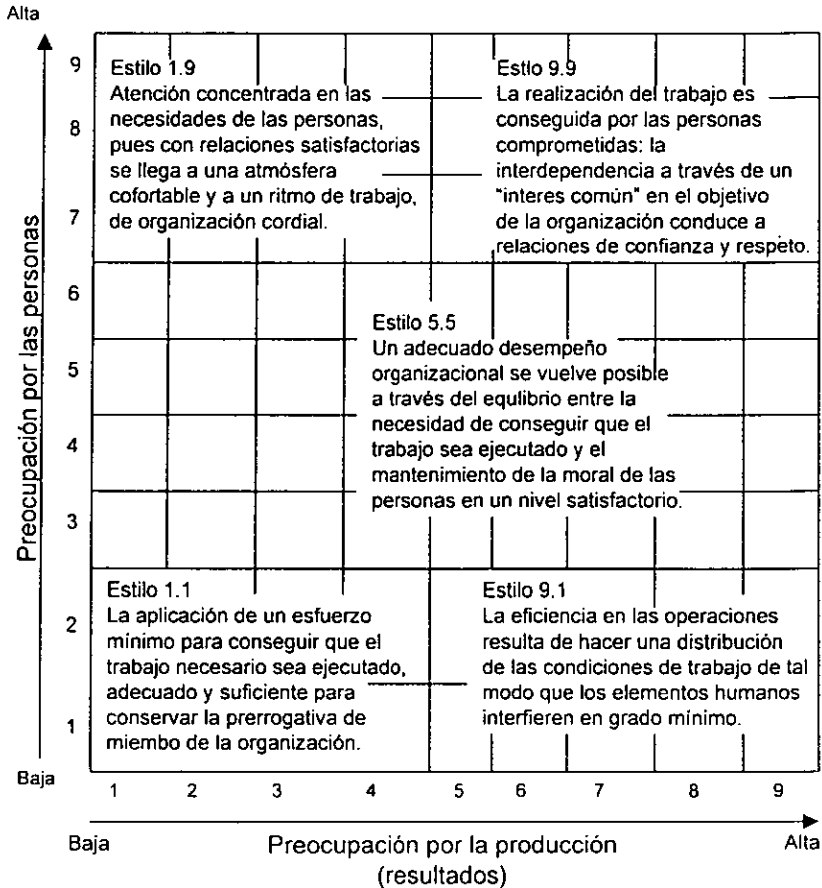 Alta
Preocupación por las personas
9
8
7
6
5
4
3
2
1
Baja
Estilo 1.9
Atención concentrada en las
necesidades de las personas,
pues con relaciones satisfactorias
se llega a una atmósfera
cofortable y a un ritmo de trabajo,
de organización cordial.
Estlo 9.9
La realización del trabajo es
conseguida por las personas
comprometidas: la
interdependencia a través de un
"interes común" en el objetivo
de la organización conduce a
relaciones de confianza y respeto.
Estilo 5.5
Un adecuado desempeño
organizacional se vuelve posible
a través del equlibrio entre la
necesidad de conseguir que el
trabajo sea ejecutado y el
mantenimiento de la moral de las
personas en un nivel satisfactorio.
Estilo 1.1
La aplicación de un esfuerzo
mínimo para conseguir que el
trabajo necesario sea ejecutado,
adecuado y suficiente para
conservar la prerrogativa de
miembo de la organización.
Estilo 9.1
La eficiencia en las operaciones
resulta de hacer una distribución
de las condiciones de trabajo de tal
modo que los elementos humanos
interfieren en grado mínimo.
1 2 3 4 5 6 7 8 9
Baja
Preocupación por la producción
(resultados)
Alta